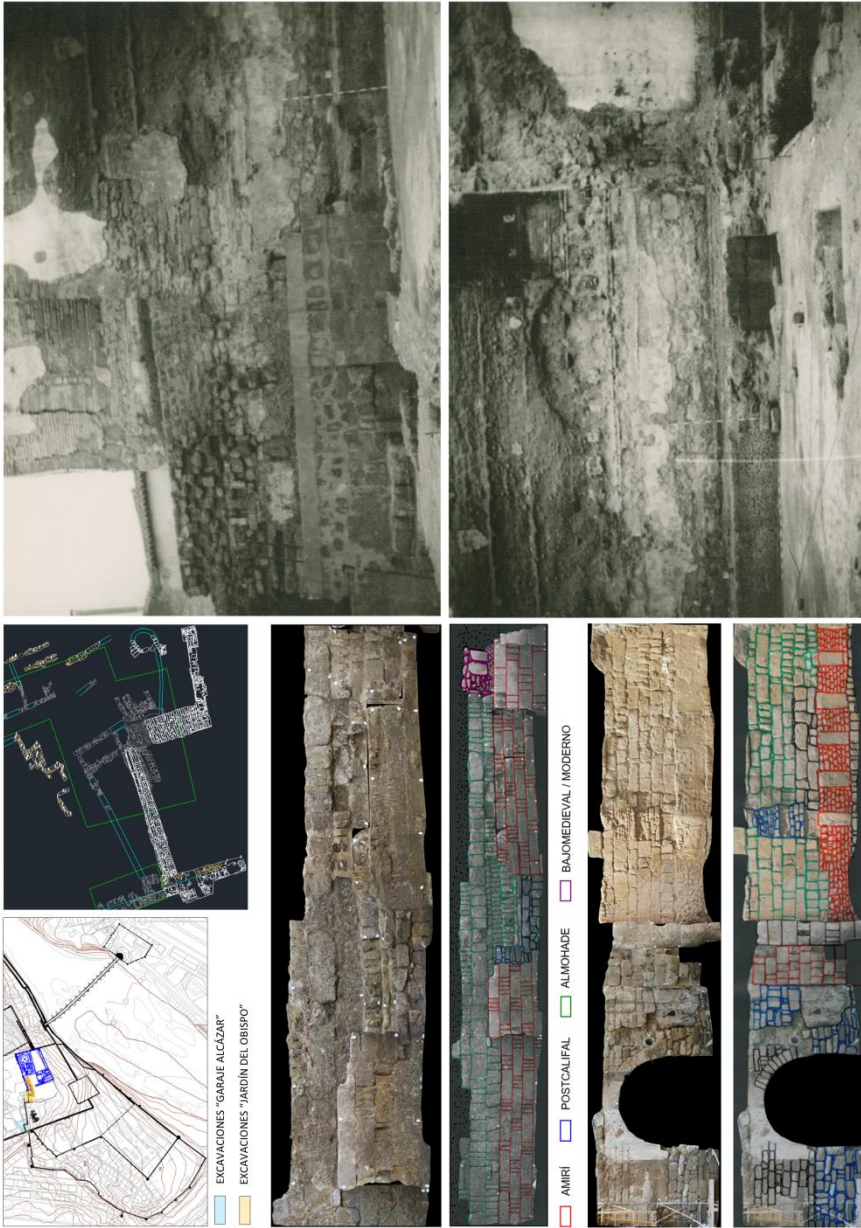 EXCAVACIONES "GARAJE ALCÁZAR"
EXCAVACIONES "JARDÍN DEL OBISPO"
AMIRÍ
POSTCALIFAL
ALMOHADE
BAJOMEDIEVAL / MODERNO